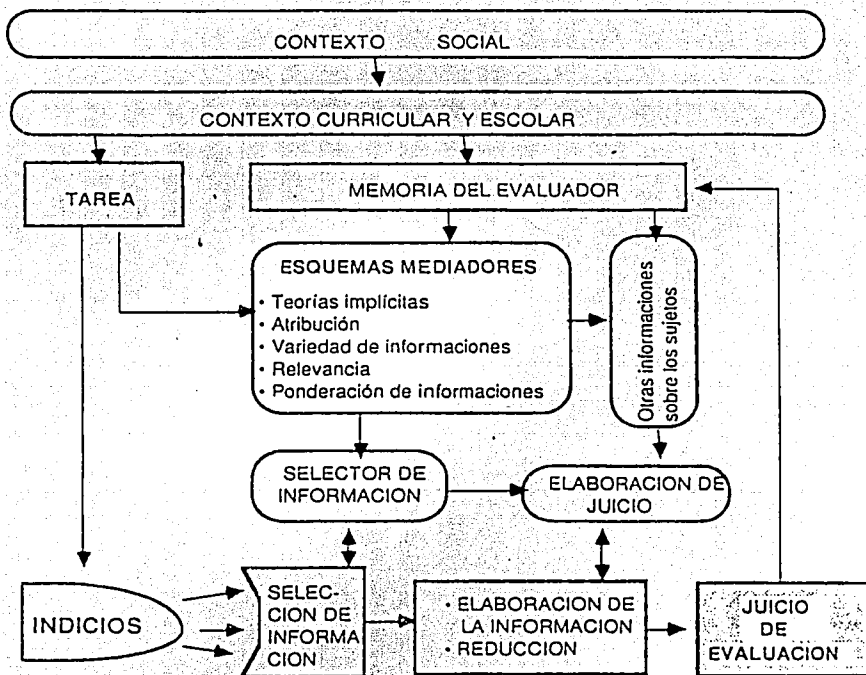 CONTEXTO SOCIAL
CONTEXTO CURRICULAR Y ESCOLAR
TAREA
MEMORIA DEL EVALUADOR
ESQUEMAS MEDIADORES
• Teorías implícitas
• Atribución
• Variedad de informaciones
• Relevancia
• Ponderación de informaciones
Otras informaciones
sobre los sujetos
SELECTOR DE
INFORMACION
ELABORACION DE
JUICIO
INDICIOS
SELEC-
CION DE
INFORMA
CION
• ELABORACION DE
LA INFORMACION
• REDUCCION
JUICIO
DE
EVALUACION